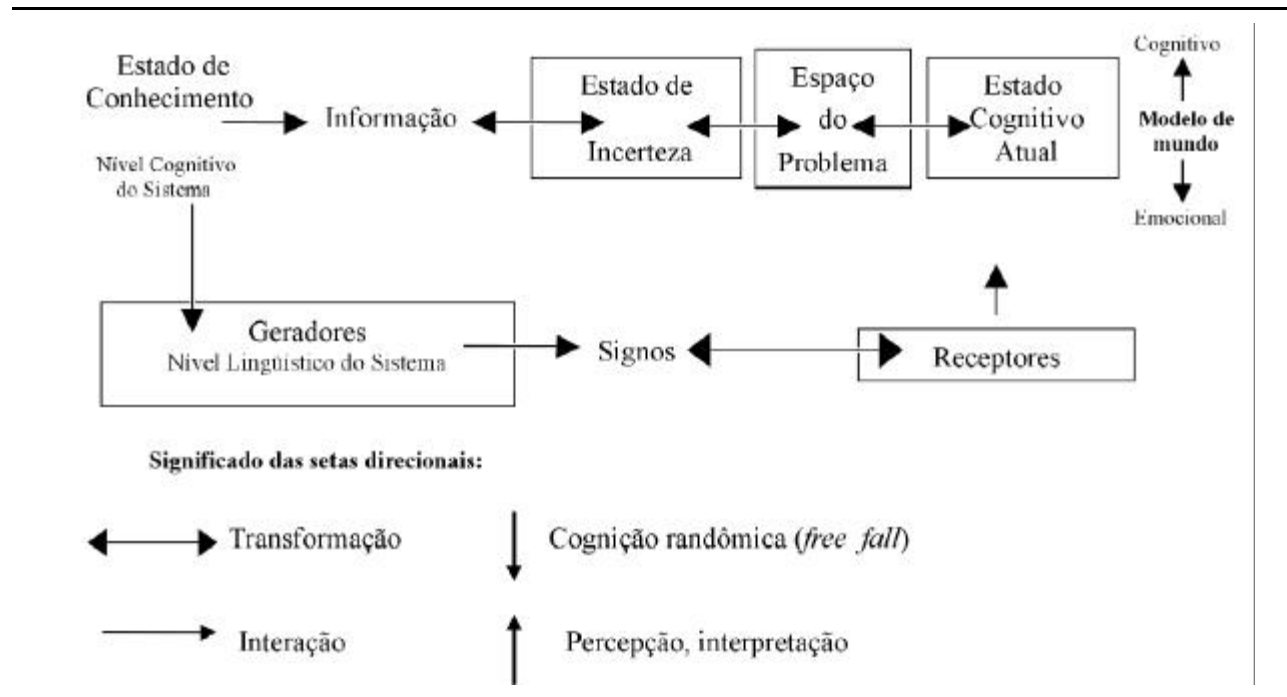 Estado de
Conhecimento
Informação
Estado de
Incerteza
Espaço
do
Problema
Estado
Cognitivo
Atual
Cognitivo
Modelo de
mundo
Emocional
Nível Cognitivo
do Sistema
Geradores
Nível Lingüístico do Sistema
Signos
Receptores
Significado das setas direcionais:
Transformação
Cognição randômica (free fall)
Interação
Percepção, interpretação